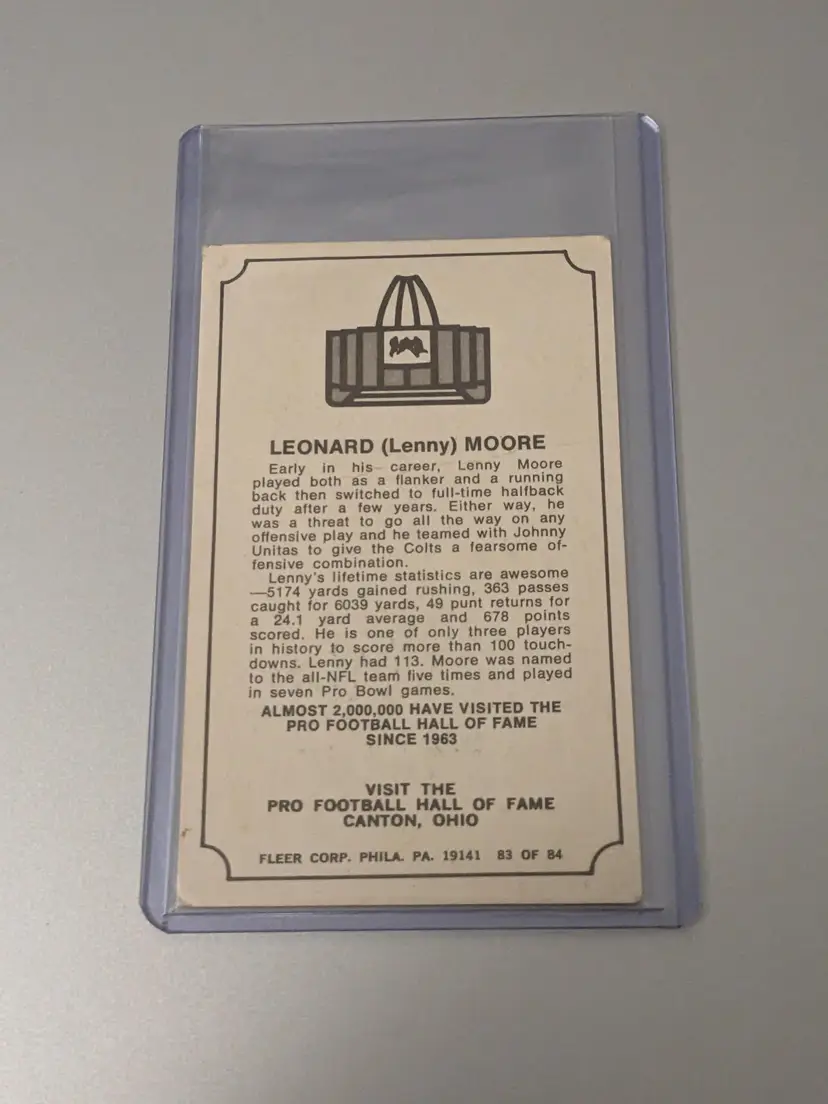 LEONARD (Lenny) MOORE
Early in his career, Lenny Moore
played both as a flanker and a running
back then switched to full-time halfback
duty after a few years. Either way, he
was a threat to go all the way on any
offensive play and he teamed with Johnny
Unitas to give the Colts a fearsome of-
fensive combination.
Lenny's lifetime statistics are awesome
—5174 yards gained rushing, 363 passes
caught for 6039 yards, 49 punt returns for
a 24.1 yard average and 678 points
scored. He is one of only three players
in history to score more than 100 touch-
downs. Lenny had 113. Moore was named
to the all-NFL team five times and played
in seven Pro Bowl games.
ALMOST 2,000,000 HAVE VISITED THE
PRO FOOTBALL HALL OF FAME
SINCE 1963
VISIT THE
PRO FOOTBALL HALL OF FAME
CANTON, OHIO
FLEER CORP. PHILA. PA. 19141 83 OF 84